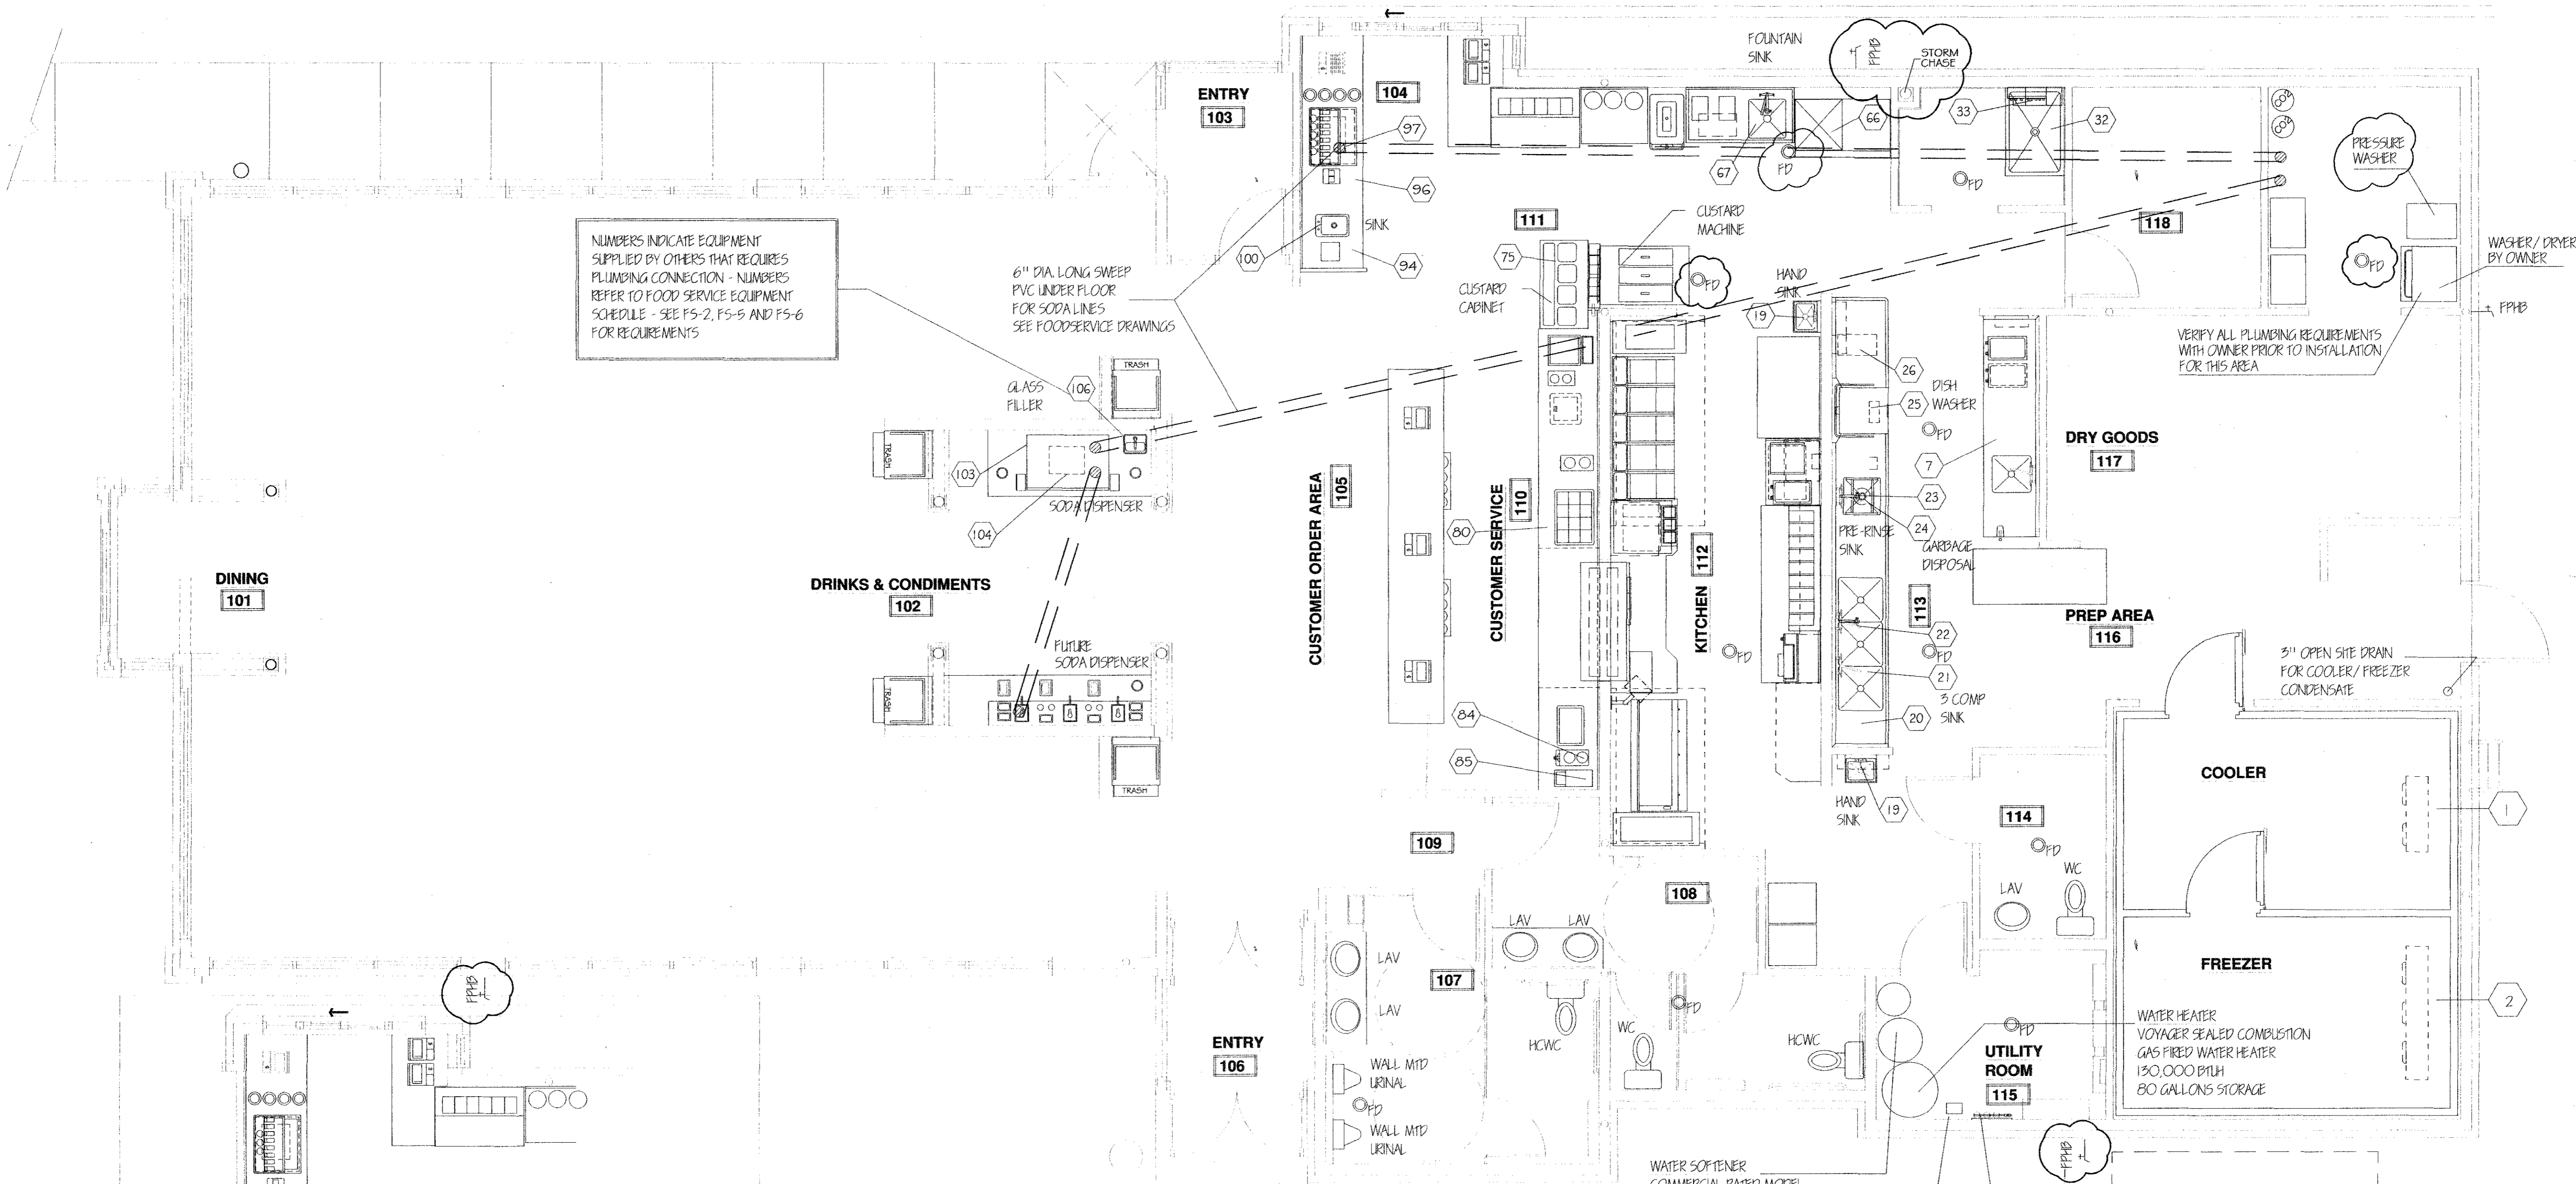 FOUNTAIN
SINK
FPHB
STORM
CHASE
ENTRY
103
104
97
96
SINK
100
94
67
66
FD
33
32
FD
CO2
CO2
PRESSURE
WASHER
118
FD
WASHER/ DRYER
BY OWNER
FPHB
VERIFY ALL PLUMBING REQUIREMENTS
WITH OWNER PRIOR TO INSTALLATION
FOR THIS AREA
NUMBERS INDICATE EQUIPMENT
SUPPLIED BY OTHERS THAT REQUIRES
PLUMBING CONNECTION - NUMBERS
REFER TO FOOD SERVICE EQUIPMENT
SCHEDULE - SEE FS-2, FS-5 AND FS-6
FOR REQUIREMENTS
6" DIA. LONG SWEEP
PVC UNDER FLOOR
FOR SODA LINES
SEE FOODSERVICE DRAWINGS
111
CUSTARD
MACHINE
75
CUSTARD
CABINET
FD
HAND
SINK
19
26
DISH
WASHER
25
FD
7
23
24
PRE-RINSE
SINK
GARBAGE
DISPOSAL
DRY GOODS
117
TRASH
GLASS
FILLER
106
TRASH
103
104
SODA DISPENSER
DINING
101
DRINKS & CONDIMENTS
102
FUTURE
SODA DISPENSER
TRASH
TRASH
CUSTOMER ORDER AREA
105
CUSTOMER SERVICE
110
80
KITCHEN
112
FD
113
22
FD
21
3 COMP
SINK
20
PREP AREA
116
3" OPEN SITE DRAIN
FOR COOLER/ FREEZER
CONDENSATE
84
85
HAND
SINK
19
COOLER
1
114
FD
WC
LAV
109
108
LAV
LAV
LAV
107
LAV
FREEZER
2
FPHB
ENTRY
106
HCWC
WC
FD
HCWC
WALL MTD
URINAL
FD
WALL MTD
URINAL
FD
UTILITY
ROOM
115
WATER HEATER
VOYAGER SEALED COMBUSTION
GAS FIRED WATER HEATER
130,000 BTUH
80 GALLONS STORAGE
FPHB
WATER SOFTENER
COMMERCIAL RATED MODEL